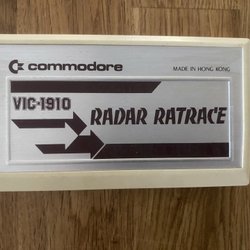 commodore
MADE IN HONG KONG
VIC-1910
RADAR RATRACE